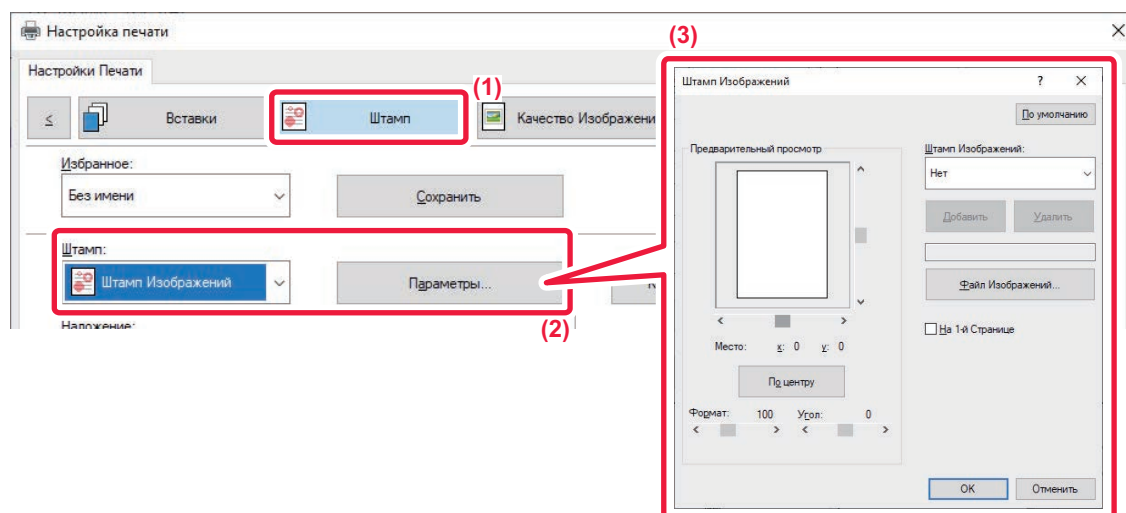 Настройка печати
Настройки Печати
(1)
<
Вставки
Штамп
Качество Изображени
Избранное:
Без имени
Сохранить
Штамп:
Штамп Изображений
Параметры...
(2)
Наложение:
(3)
Штамп Изображений
?
По умолчанию
Предварительный просмотр
Место: x: 0 y: 0
По центру
Формат: 100 Угол: 0
Штамп Изображений:
Нет
Добавить
Удалить
Файл Изображений...
На 1-й Странице
OK
Отменить